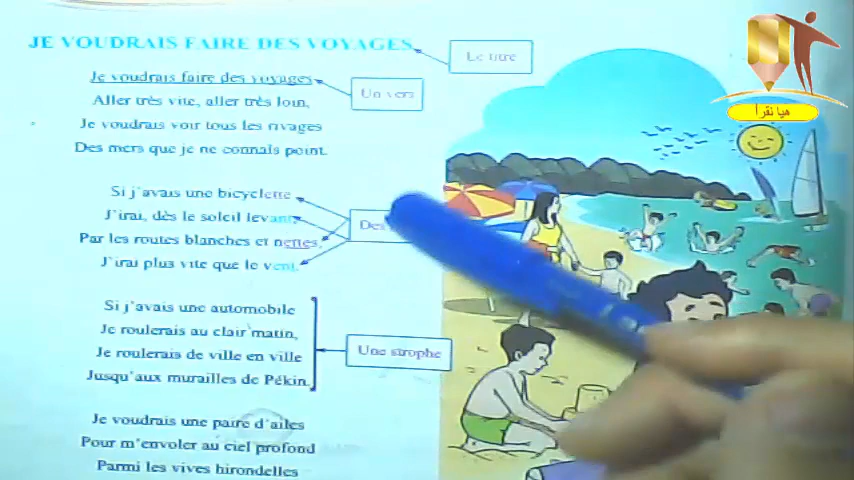 JE VOUDRAIS FAIRE DES VOYAGES
Le titre
Je voudrais faire des voyages
Un vers
Aller très vite, aller très loin,
Je voudrais voir tous les rivages
Des mers que je ne connais point.
Si j'avais une bicyclette
J'irai, dès le soleil levant,
Des
Par les routes blanches et nettes,
J'irai plus vite que le vent.
Si j'avais une automobile
Je roulerais au clair matin,
Je roulerais de ville en ville
Une strophe
Jusqu'aux murailles de Pékin.
Je voudrais une paire d'ailes
Pour m'envoler au ciel profond
Parmi les vives hirondelles
هيا نقرأ